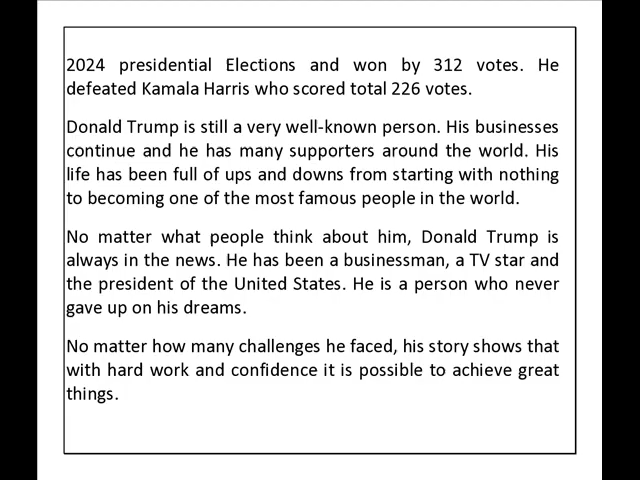 2024 presidential Elections and won by 312 votes. He
defeated Kamala Harris who scored total 226 votes.
Donald Trump is still a very well-known person. His businesses
continue and he has many supporters around the world. His
life has been full of ups and downs from starting with nothing
to becoming one of the most famous people in the world.
No matter what people think about him, Donald Trump is
always in the news. He has been a businessman, a TV star and
the president of the United States. He is a person who never
gave up on his dreams.
No matter how many challenges he faced, his story shows that
with hard work and confidence it is possible to achieve great
things.